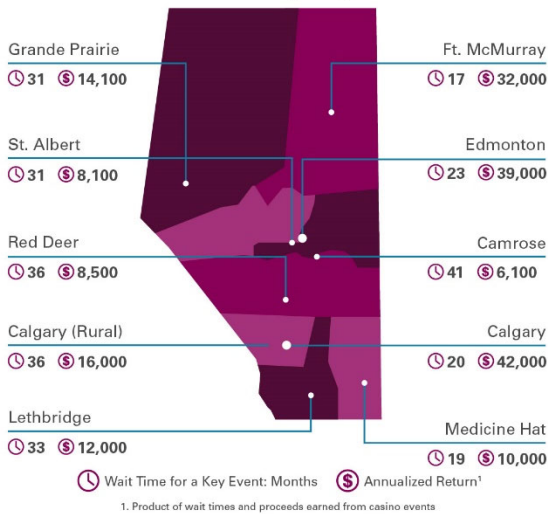 Grande Prairie
31 $ 14,100
Ft. McMurray
17 $ 32,000
St. Albert
31 $ 8,100
Edmonton
23 $ 39,000
Red Deer
36 $ 8,500
Camrose
41 $ 6,100
Calgary (Rural)
36 $ 16,000
Calgary
20 $ 42,000
Lethbridge
33 $ 12,000
Medicine Hat
19 $ 10,000
Wait Time for a Key Event: Months $ Annualized Return¹
1. Product of wait times and proceeds earned from casino events